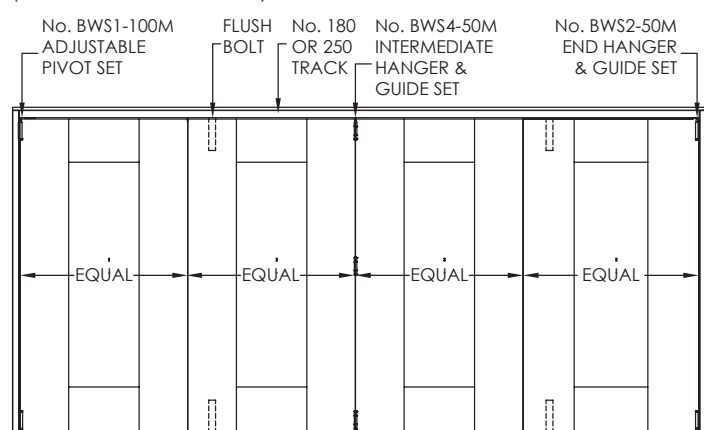 No. BWS1-100M
ADJUSTABLE
PIVOT SET
FLUSH
BOLT
No. 180
OR 250
TRACK
No. BWS4-50M
INTERMEDIATE
HANGER &
GUIDE SET
No. BWS2-50M
END HANGER
& GUIDE SET
EQUAL
EQUAL
EQUAL
EQUAL